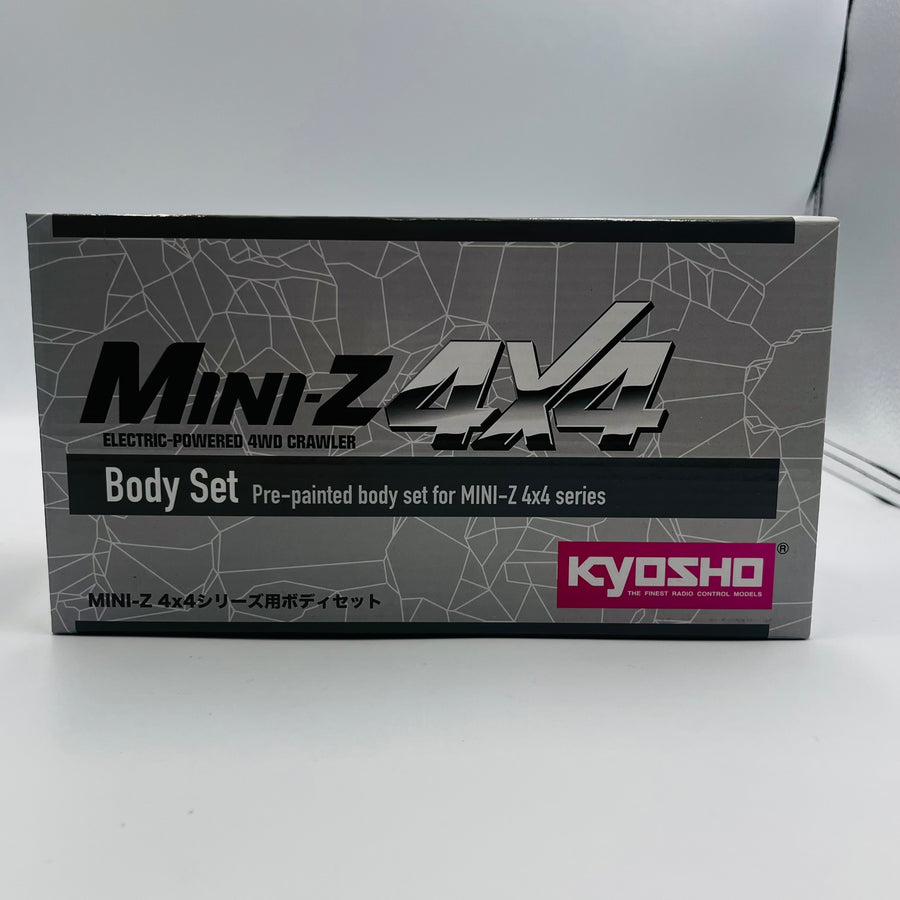 MINI-Z 4x4
ELECTRIC-POWERED 4WD CRAWLER
Body Set Pre-painted body set for MINI-Z 4x4 series
KYOSHO ®
THE FINEST RADIO CONTROL MODELS
MINI-Z 4x4シリーズ用ボディセット